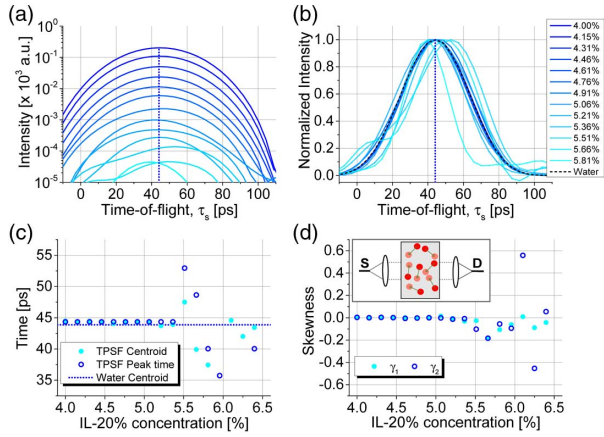 (a)
Intensity [x 10³ a.u.]
10⁰
10⁻¹
10⁻²
10⁻³
10⁻⁴
10⁻⁵
0 20 40 60 80 100
Time-of-flight, τs [ps]
(b)
Normalized Intensity
1.0
0.8
0.6
0.4
0.2
0.0
0 20 40 60 80 100
Time-of-flight, τs [ps]
4.00%
4.15%
4.31%
4.46%
4.61%
4.76%
4.91%
5.06%
5.21%
5.36%
5.51%
5.66%
5.81%
Water
(c)
Time [ps]
55
50
45
40
35
TPSF Centroid
TPSF Peak time
Water Centroid
4.0 4.5 5.0 5.5 6.0 6.5
IL-20% concentration [%]
(d)
Skewness
0.6
0.4
0.2
0.0
-0.2
-0.4
-0.6
S
D
γ₁ γ₂
4.0 4.5 5.0 5.5 6.0 6.5
IL-20% concentration [%]